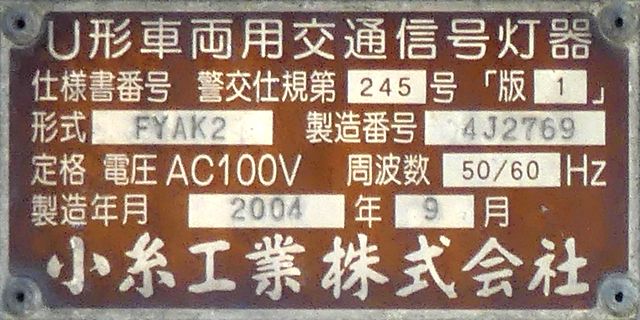 U形車両用交通信号灯器
仕様書番号 警交仕規第 245 号 「版 1 」
形式 FYAK2 製造番号 4J2769
定格 電圧 AC100V 周波数 50/60 Hz
製造年月 2004 年 9 月
小糸工業株式会社